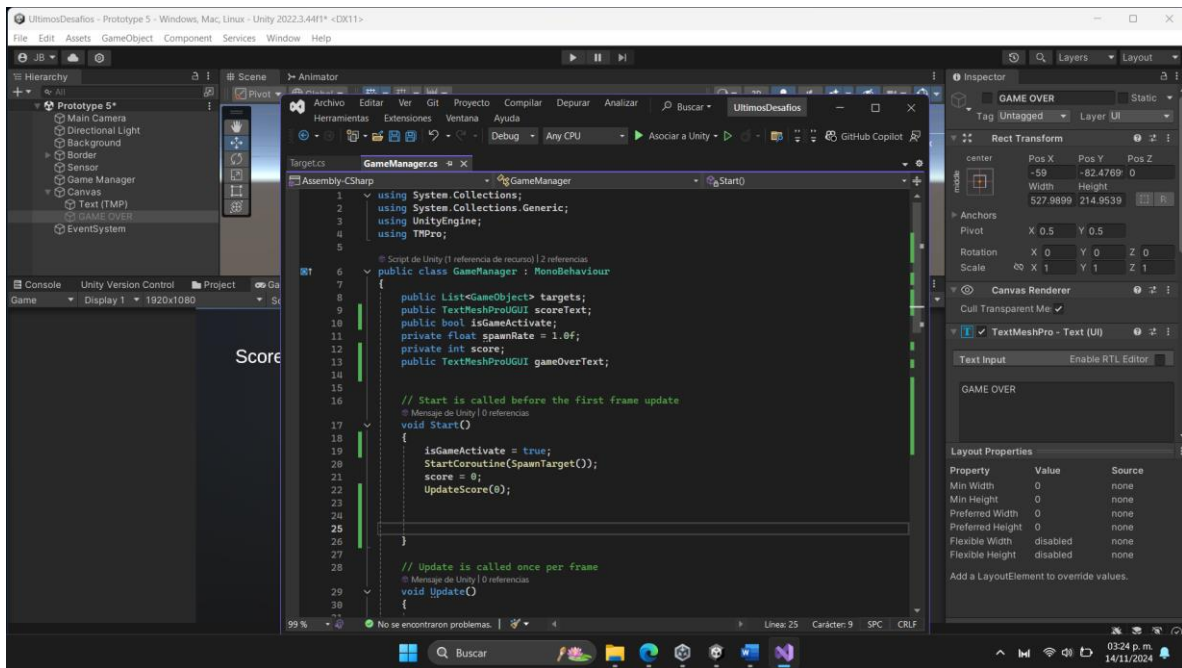 UltimosDesafios - Prototype 5 - Windows, Mac, Linux - Unity 2022.3.44f1* <DX11>
File Edit Assets GameObject Component Services Window Help
JB
Layers Layout
Hierarchy
All
Prototype 5*
Main Camera
Directional Light
Background
Border
Sensor
Game Manager
Canvas
Text (TMP)
GAME OVER
EventSystem
Scene Animator
Pivot
Console Unity Version Control Project
Game Display 1 1920x1080
Score
Archivo Editar Ver Git Proyecto Compilar Depurar Analizar Buscar UltimosDesafios
Herramientas Extensiones Ventana Ayuda
Debug Any CPU Asociar a Unity GitHub Copilot
Target.cs GameManager.cs
Assembly-CSharp GameManager Start()
1 using System.Collections;
2 using System.Collections.Generic;
3 using UnityEngine;
4 using TMPro;
5
Script de Unity (1 referencia de recurso) | 2 referencias
6 public class GameManager : MonoBehaviour
7 {
8 public List<GameObject> targets;
9 public TextMeshProUGUI scoreText;
10 public bool isGameActivate;
11 private float spawnRate = 1.0f;
12 private int score;
13 public TextMeshProUGUI gameOverText;
14
15
16 // Start is called before the first frame update
Mensaje de Unity | 0 referencias
17 void Start()
18 {
19 isGameActivate = true;
20 StartCoroutine(SpawnTarget());
21 score = 0;
22 UpdateScore(0);
23
24
25
26 }
27
28 // Update is called once per frame
Mensaje de Unity | 0 referencias
29 void Update()
30 {
99 % No se encontraron problemas. Línea: 25 Carácter: 9 SPC CRLF
Inspector
GAME OVER Static
Tag Untagged Layer UI
Rect Transform
center Pos X Pos Y Pos Z
middle -59 -82.4769 0
Width Height
527.9899 214.9539 R
Anchors
Pivot X 0.5 Y 0.5
Rotation X 0 Y 0 Z 0
Scale X 1 Y 1 Z 1
Canvas Renderer
Cull Transparent Me
TextMeshPro - Text (UI)
Text Input Enable RTL Editor
GAME OVER
Layout Properties
Property Value Source
Min Width 0 none
Min Height 0 none
Preferred Width 0 none
Preferred Height 0 none
Flexible Width disabled none
Flexible Height disabled none
Add a LayoutElement to override values.
Buscar
03:24 p. m.
14/11/2024